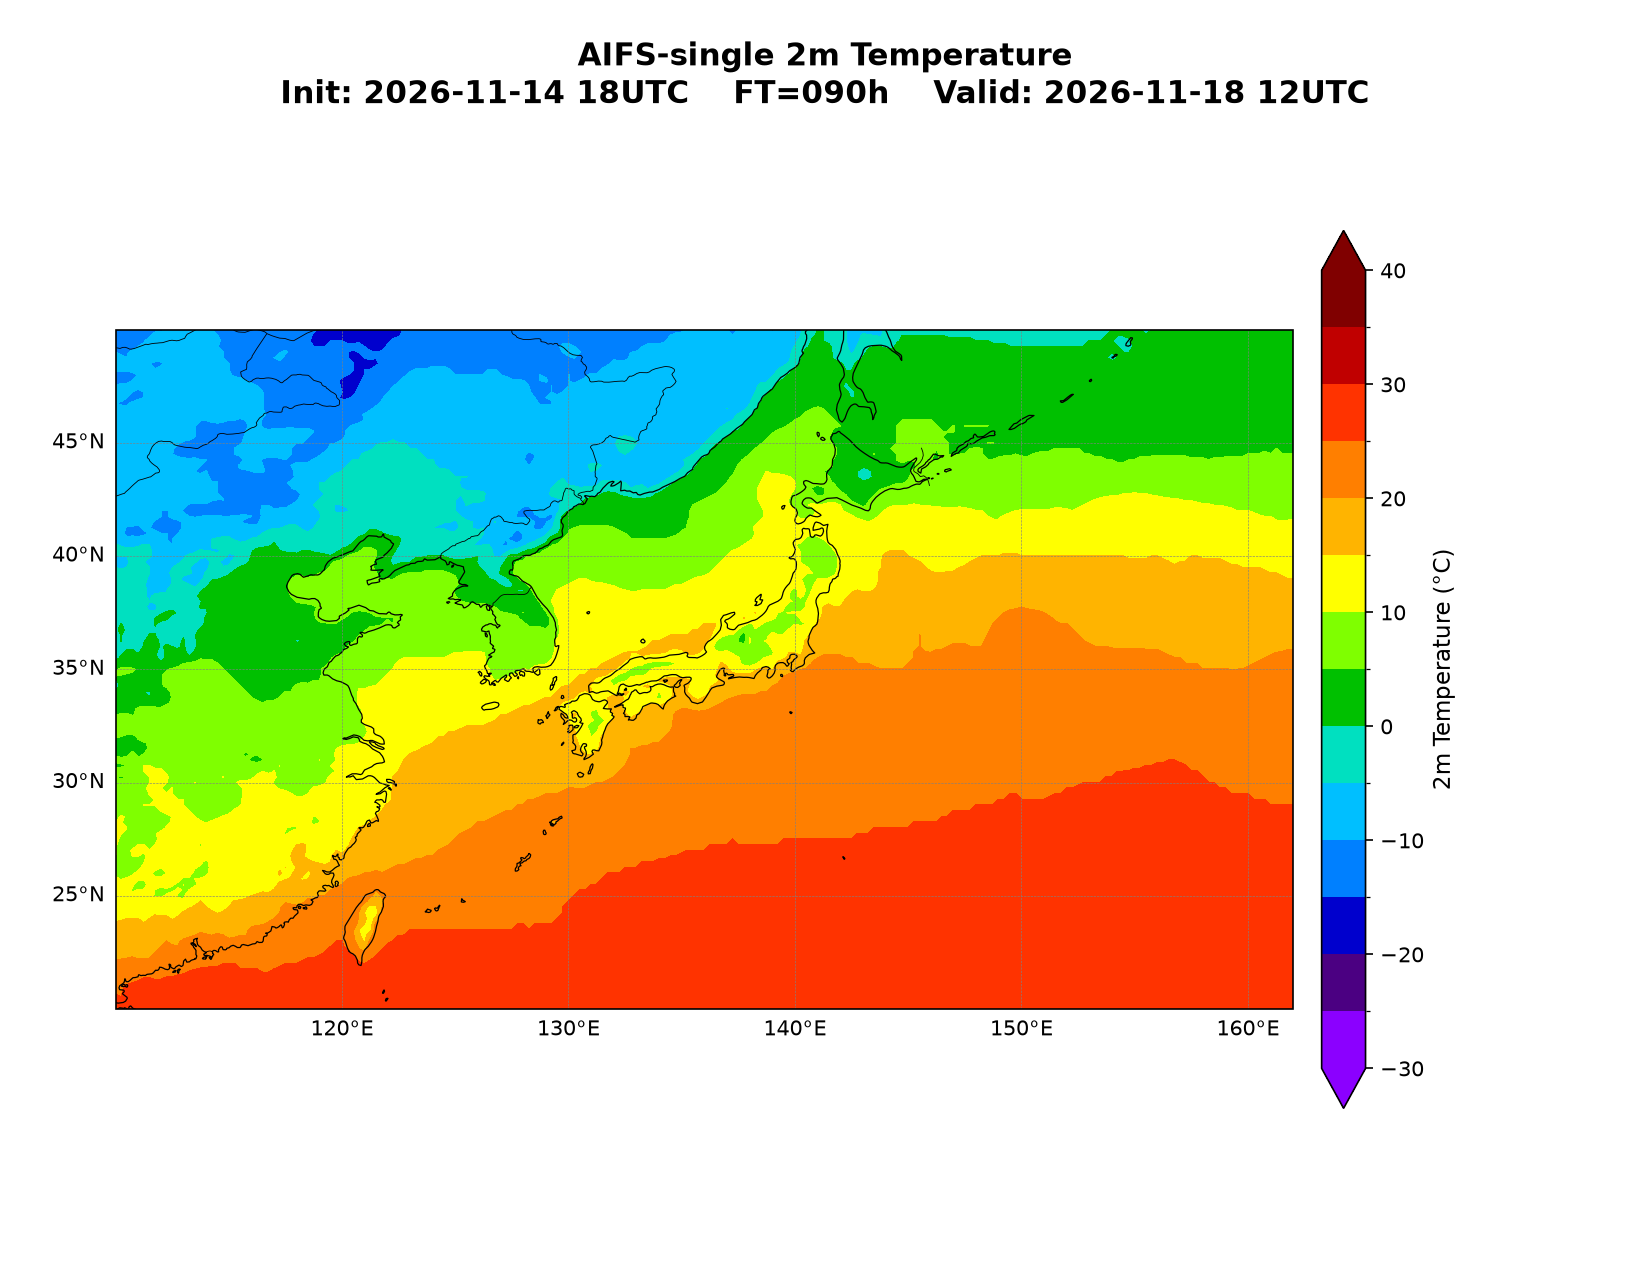 AIFS-single 2m Temperature
Init: 2026-11-14 18UTC    FT=090h    Valid: 2026-11-18 12UTC
45°N
40°N
35°N
30°N
25°N
120°E
130°E
140°E
150°E
160°E
40
30
20
10
0
−10
−20
−30
2m Temperature (°C)